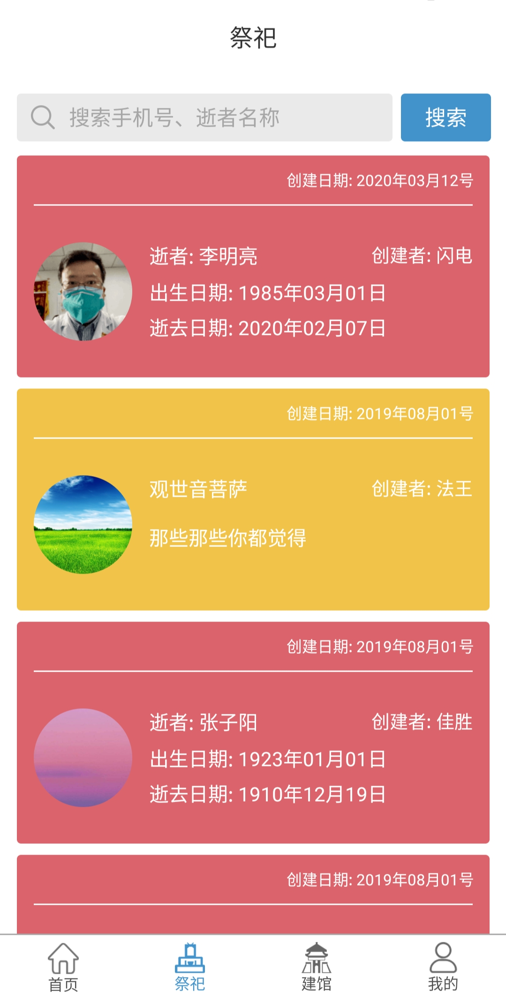 祭祀
搜索手机号、逝者名称
搜索
创建日期: 2020年03月12号
逝者: 李明亮
创建者: 闪电
出生日期: 1985年03月01日
逝去日期: 2020年02月07日
创建日期: 2019年08月01号
观世音菩萨
创建者: 法王
那些那些你都觉得
创建日期: 2019年08月01号
逝者: 张子阳
创建者: 佳胜
出生日期: 1923年01月01日
逝去日期: 1910年12月19日
创建日期: 2019年08月01号
首页
祭祀
建馆
我的